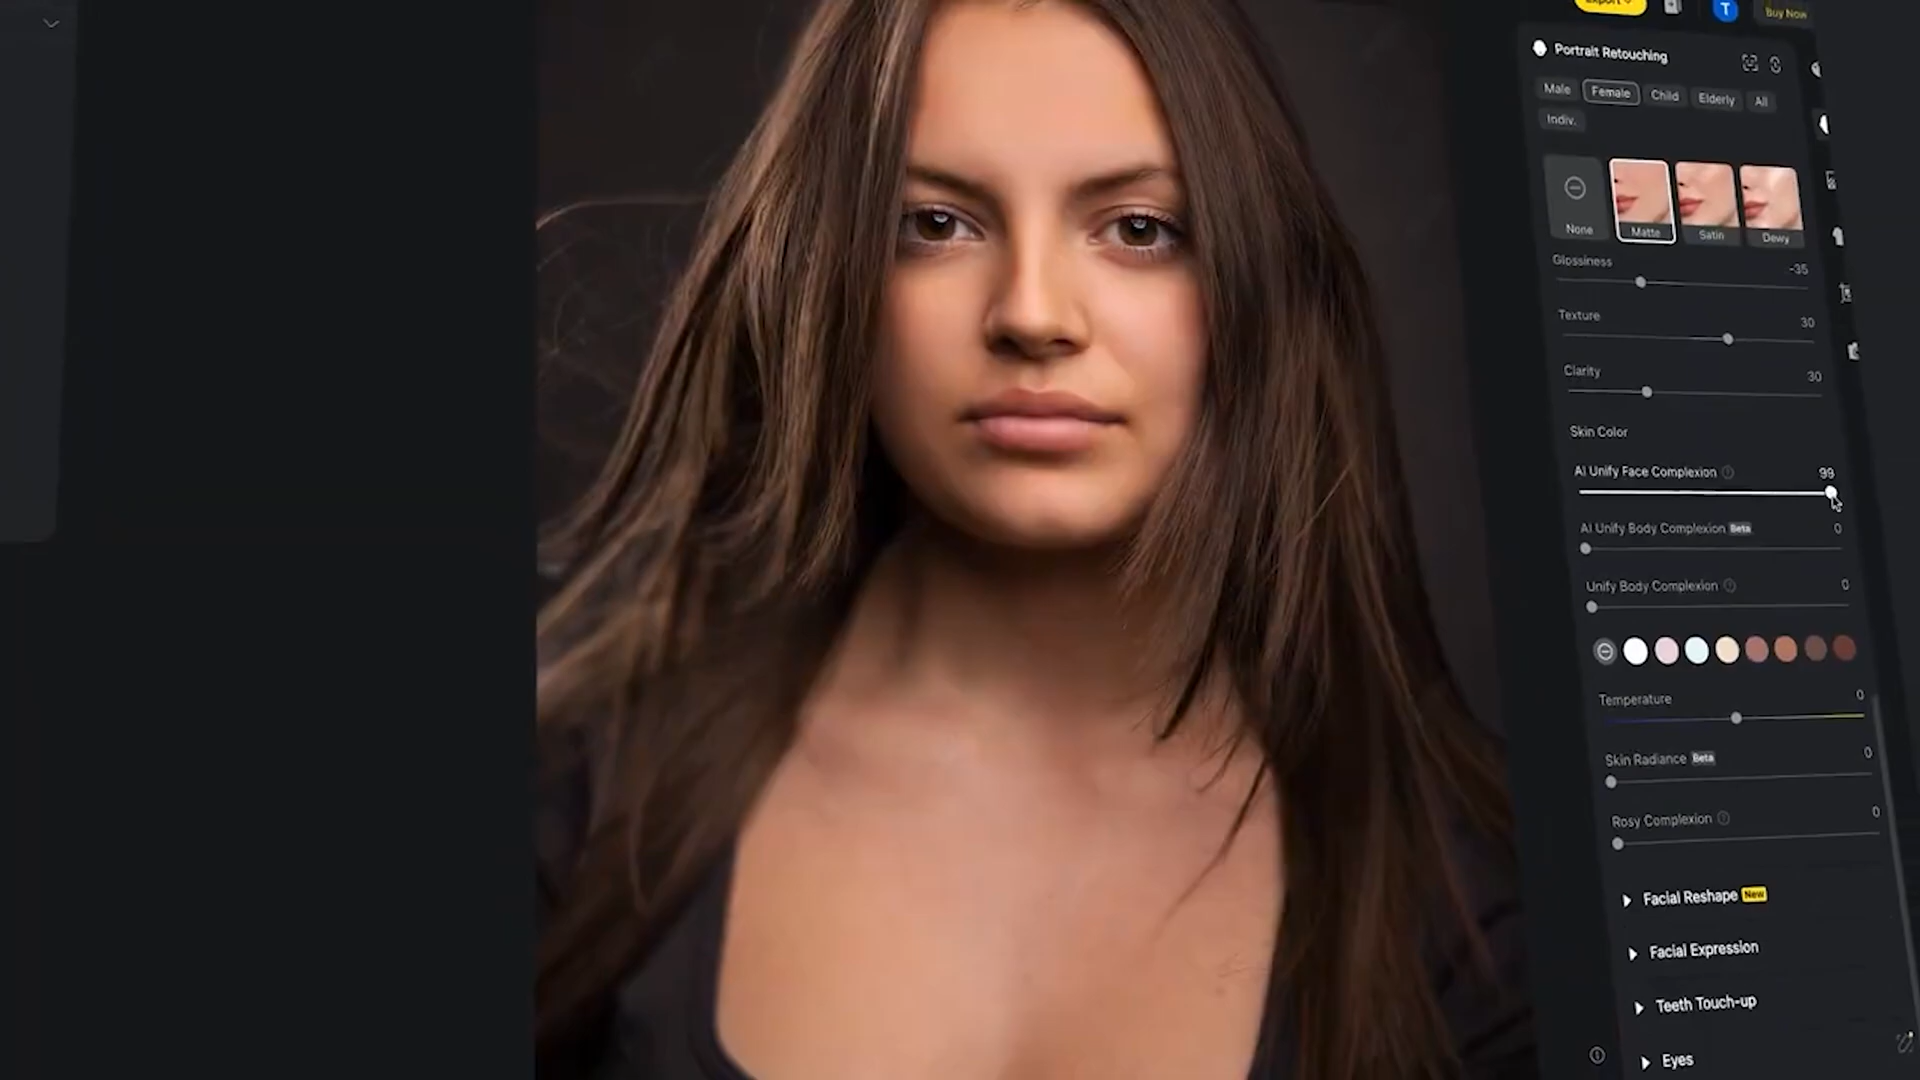 Export
T
Buy Now
Portrait Retouching
Male Female Child Elderly All
Indiv.
None Matte Satin Dewy
Glossiness -35
Texture 30
Clarity 30
Skin Color
AI Unify Face Complexion 99
AI Unify Body Complexion Beta 0
Unify Body Complexion 0
Temperature 0
Skin Radiance Beta 0
Rosy Complexion 0
Facial Reshape New
Facial Expression
Teeth Touch-up
Eyes